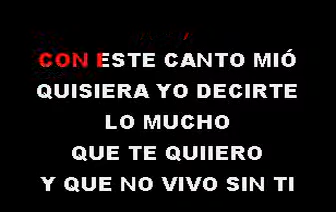 CON ESTE CANTO MIÓ
QUISIERA YO DECIRTE
LO MUCHO
QUE TE QUIIERO
Y QUE NO VIVO SIN TI